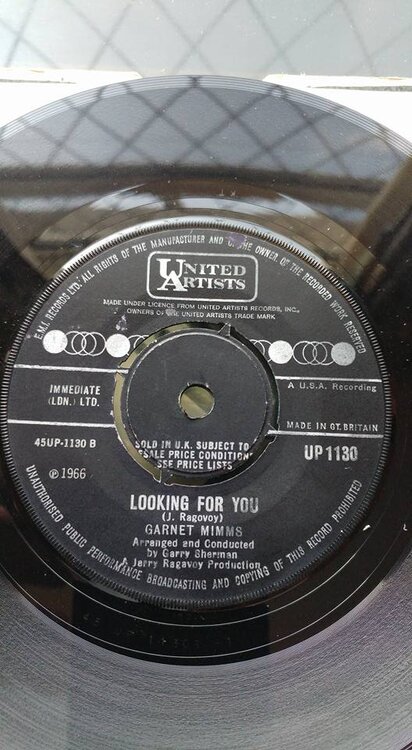 E.M.I. RECORDS LTD. ALL RIGHTS OF THE MANUFACTURER AND OF THE OWNER OF THE RECORDED WORK RESERVED
UNITED
ARTISTS
MADE UNDER LICENCE FROM UNITED ARTISTS RECORDS, INC.,
OWNERS OF THE UNITED ARTISTS TRADE MARK
IMMEDIATE
(LDN.) LTD.
A U.S.A. Recording
MADE IN GT. BRITAIN
45UP-1130 B
SOLD IN U.K. SUBJECT TO
RESALE PRICE CONDITIONS
SEE PRICE LISTS
UP 1130
℗ 1966
LOOKING FOR YOU
(J. Ragovoy)
GARNET MIMMS
Arranged and Conducted
by Garry Sherman
A Jerry Ragavoy Production
UNAUTHORISED PUBLIC PERFORMANCE BROADCASTING AND COPYING OF THIS RECORD PROHIBITED